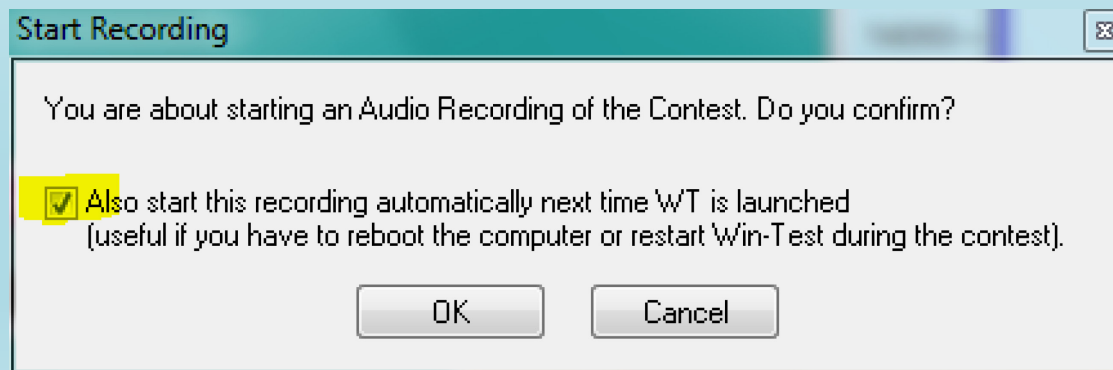 Start Recording
You are about starting an Audio Recording of the Contest. Do you confirm?
Also start this recording automatically next time WT is launched
(useful if you have to reboot the computer or restart Win-Test during the contest).
OK
Cancel